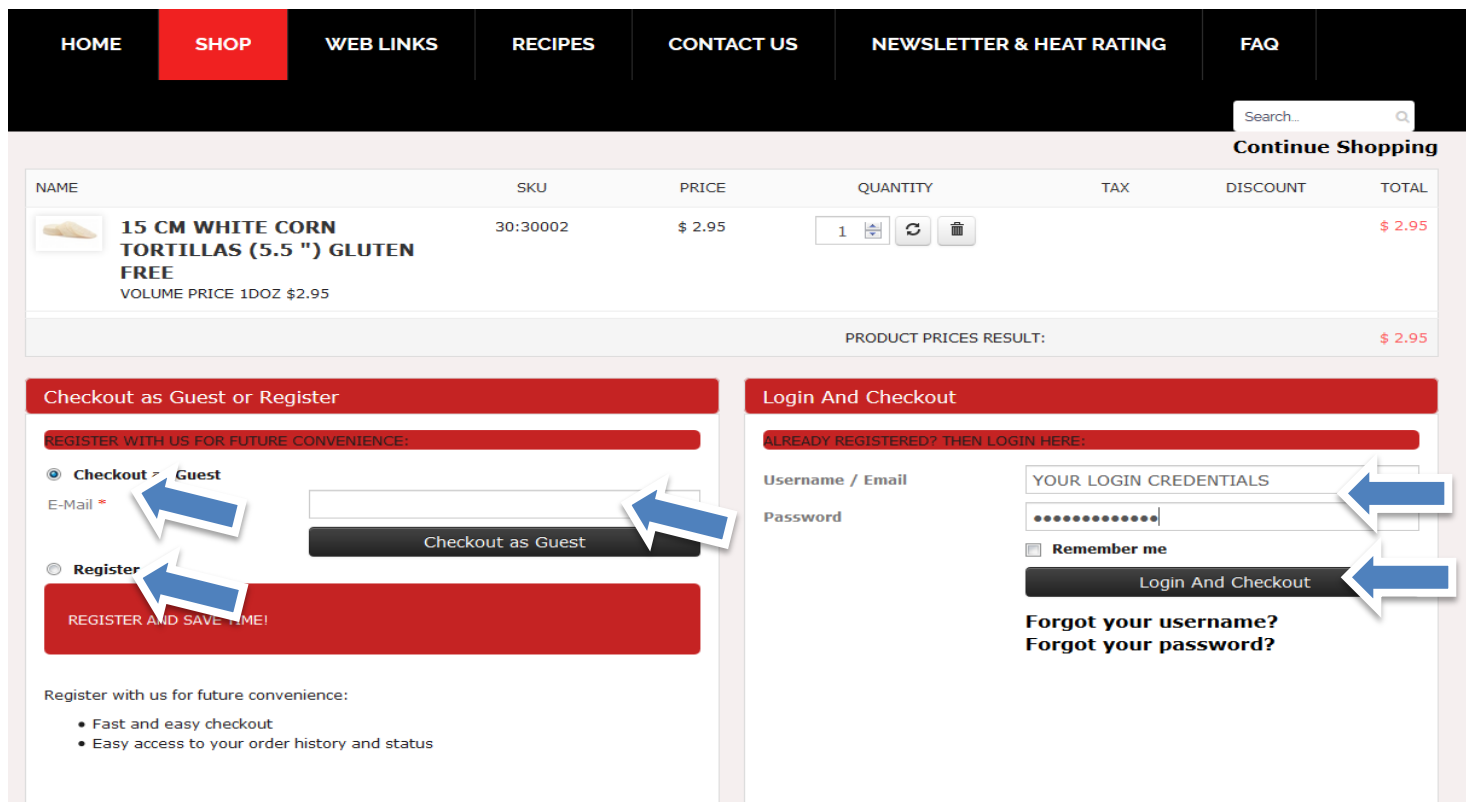 HOME SHOP WEB LINKS RECIPES CONTACT US NEWSLETTER & HEAT RATING FAQ
Search...
Continue Shopping
NAME SKU PRICE QUANTITY TAX DISCOUNT TOTAL
15 CM WHITE CORN 30:30002 $ 2.95 1 $ 2.95
TORTILLAS (5.5 ") GLUTEN
FREE
VOLUME PRICE 1DOZ $2.95
PRODUCT PRICES RESULT: $ 2.95
Checkout as Guest or Register
REGISTER WITH US FOR FUTURE CONVENIENCE:
Checkout as Guest
E-Mail *
Checkout as Guest
Register
REGISTER AND SAVE TIME!
Register with us for future convenience:
• Fast and easy checkout
• Easy access to your order history and status
Login And Checkout
ALREADY REGISTERED? THEN LOGIN HERE:
Username / Email YOUR LOGIN CREDENTIALS
Password •••••••••••••
Remember me
Login And Checkout
Forgot your username?
Forgot your password?